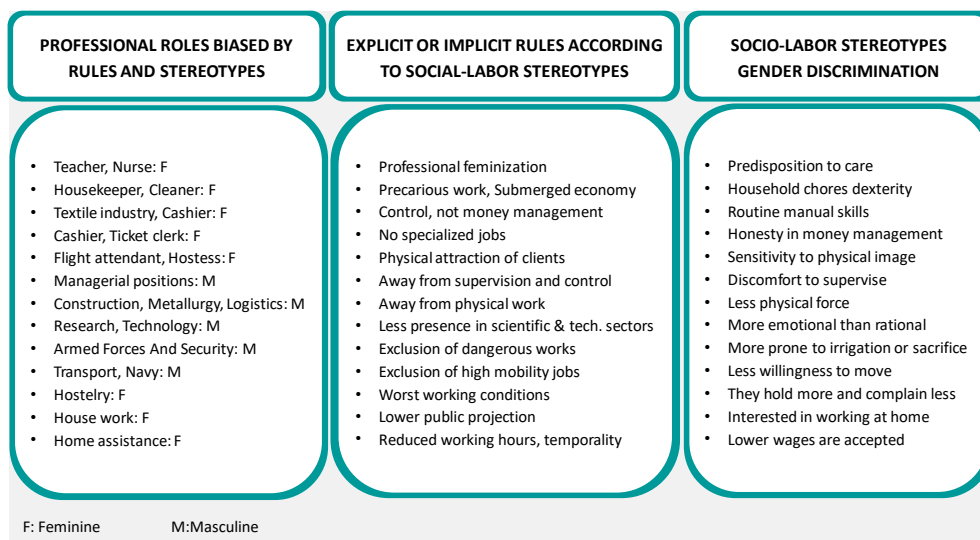 PROFESSIONAL ROLES BIASED BY
RULES AND STEREOTYPES
EXPLICIT OR IMPLICIT RULES ACCORDING
TO SOCIAL-LABOR STEREOTYPES
SOCIO-LABOR STEREOTYPES
GENDER DISCRIMINATION
• Teacher, Nurse: F
• Housekeeper, Cleaner: F
• Textile industry, Cashier: F
• Cashier, Ticket clerk: F
• Flight attendant, Hostess: F
• Managerial positions: M
• Construction, Metallurgy, Logistics: M
• Research, Technology: M
• Armed Forces And Security: M
• Transport, Navy: M
• Hostelry: F
• House work: F
• Home assistance: F
• Professional feminization
• Precarious work, Submerged economy
• Control, not money management
• No specialized jobs
• Physical attraction of clients
• Away from supervision and control
• Away from physical work
• Less presence in scientific & tech. sectors
• Exclusion of dangerous works
• Exclusion of high mobility jobs
• Worst working conditions
• Lower public projection
• Reduced working hours, temporality
• Predisposition to care
• Household chores dexterity
• Routine manual skills
• Honesty in money management
• Sensitivity to physical image
• Discomfort to supervise
• Less physical force
• More emotional than rational
• More prone to irrigation or sacrifice
• Less willingness to move
• They hold more and complain less
• Interested in working at home
• Lower wages are accepted
F: Feminine M:Masculine